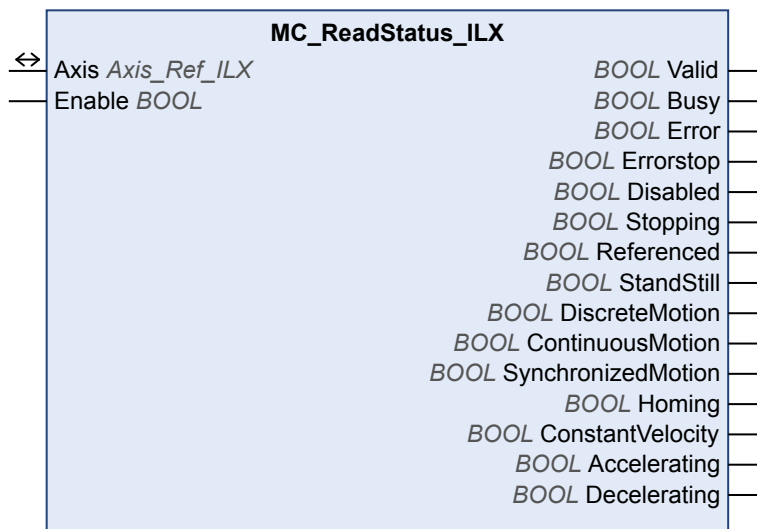 MC_ReadStatus_ILX
Axis Axis_Ref_ILX BOOL Valid
Enable BOOL BOOL Busy
BOOL Error
BOOL Errorstop
BOOL Disabled
BOOL Stopping
BOOL Referenced
BOOL StandStill
BOOL DiscreteMotion
BOOL ContinuousMotion
BOOL SynchronizedMotion
BOOL Homing
BOOL ConstantVelocity
BOOL Accelerating
BOOL Decelerating